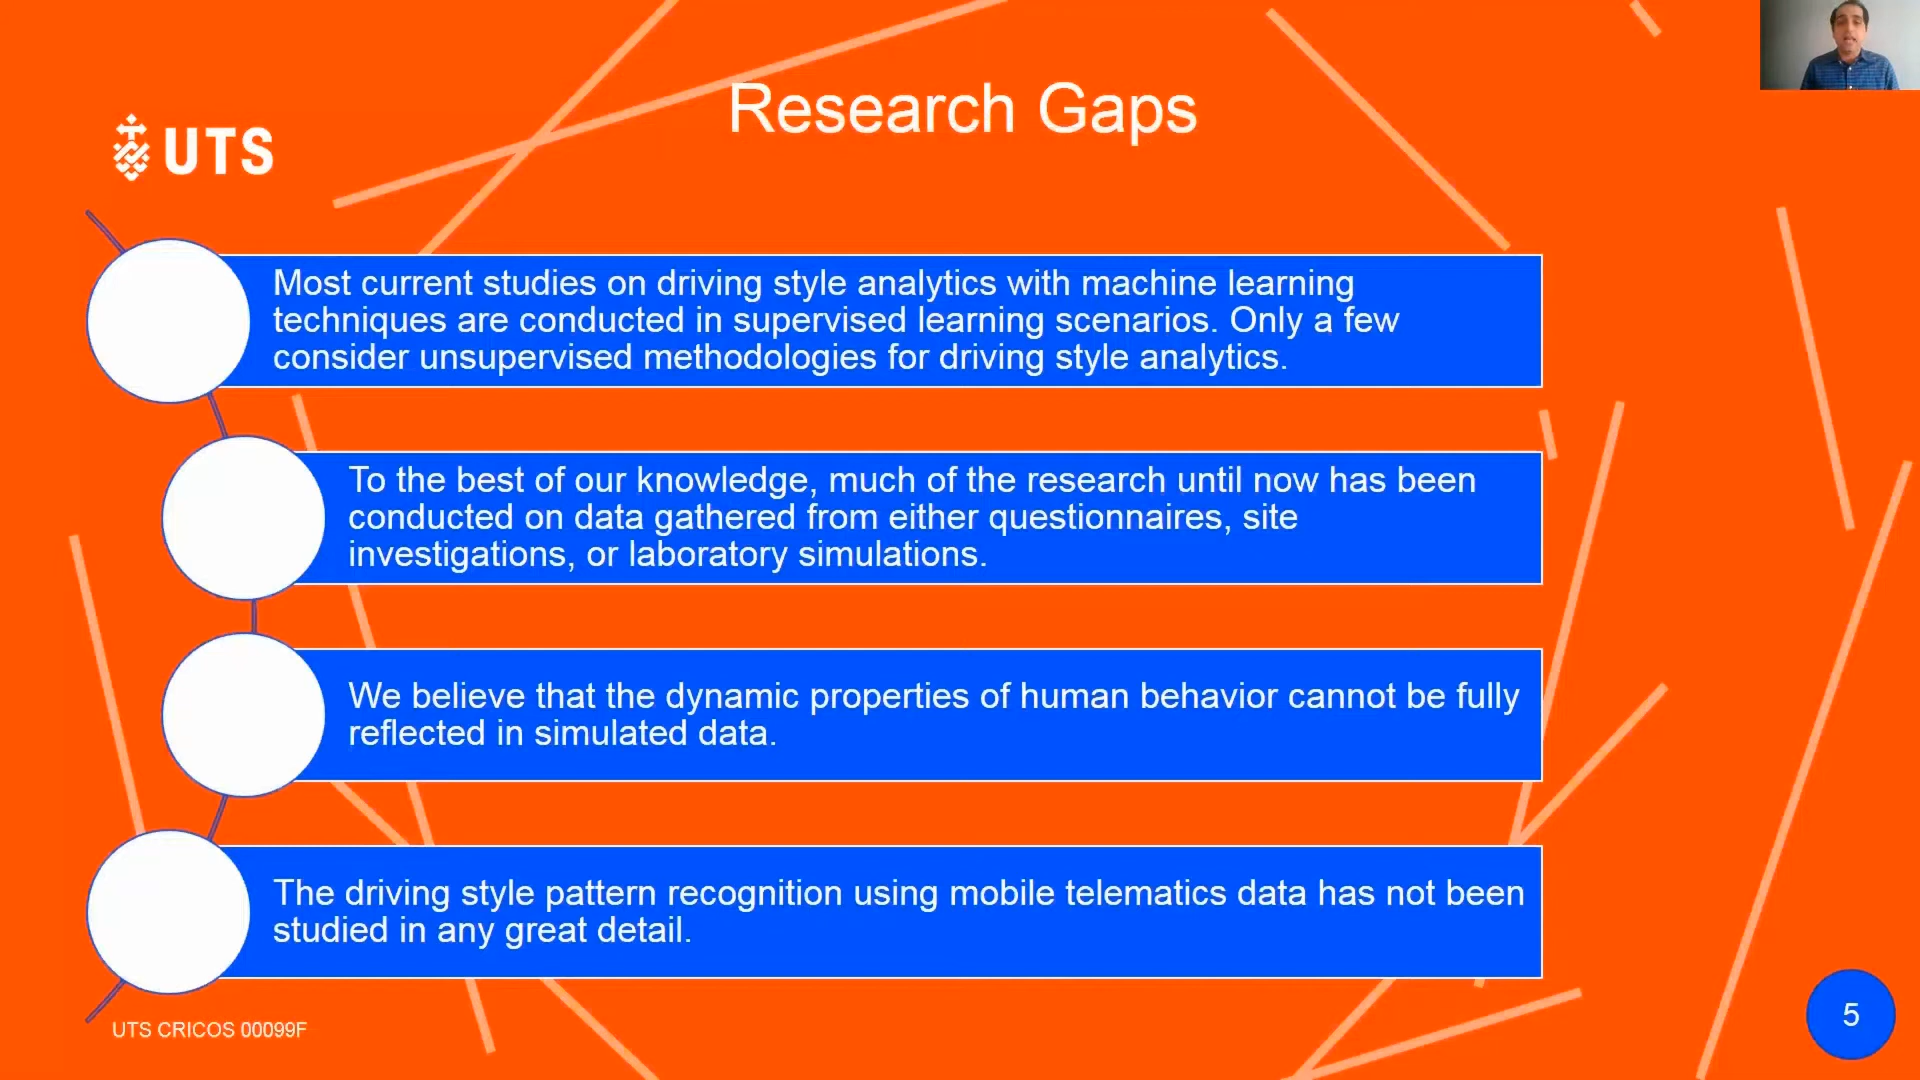 Research Gaps
UTS
Most current studies on driving style analytics with machine learning
techniques are conducted in supervised learning scenarios. Only a few
consider unsupervised methodologies for driving style analytics.
To the best of our knowledge, much of the research until now has been
conducted on data gathered from either questionnaires, site
investigations, or laboratory simulations.
We believe that the dynamic properties of human behavior cannot be fully
reflected in simulated data.
The driving style pattern recognition using mobile telematics data has not been
studied in any great detail.
UTS CRICOS 00099F
5